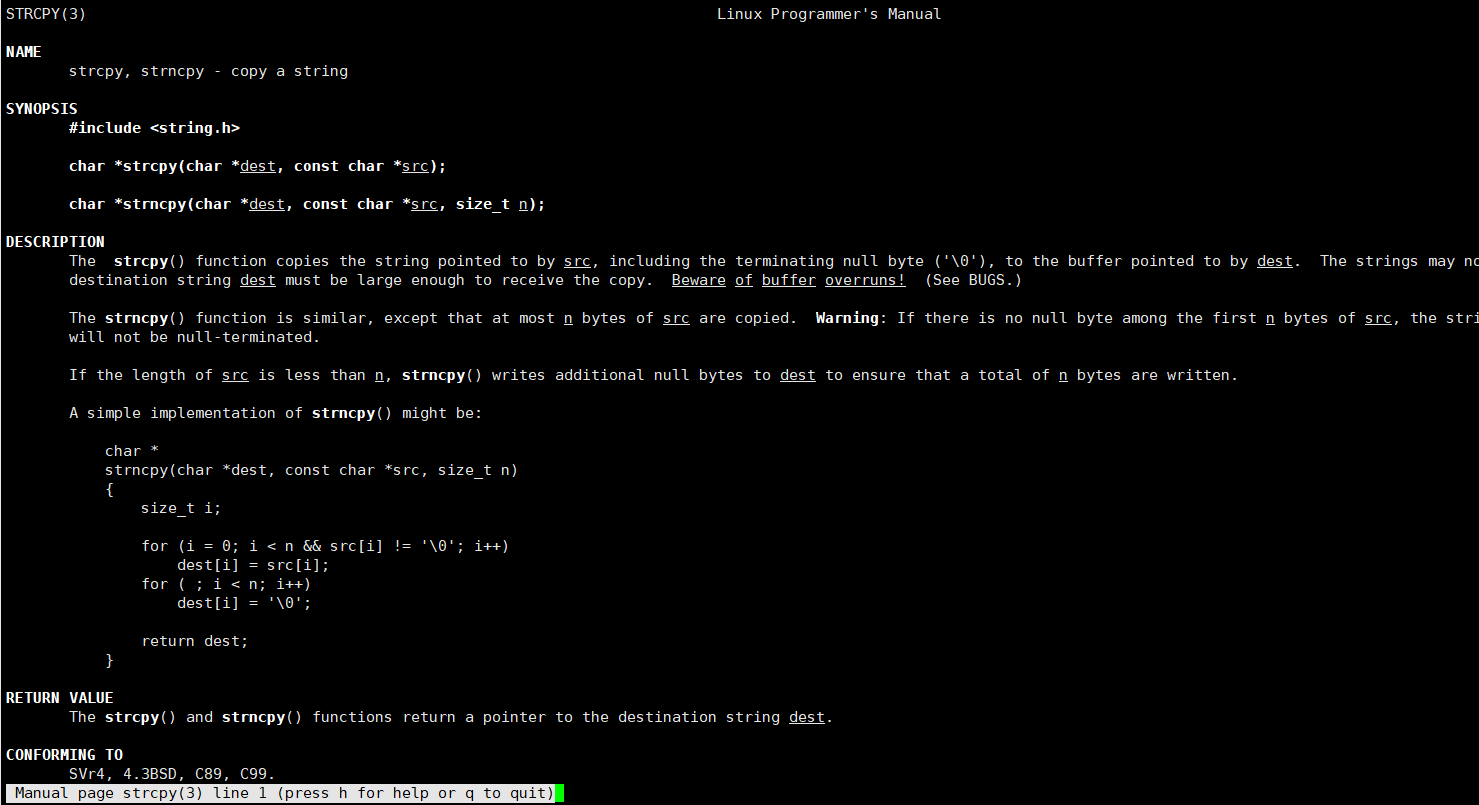 STRCPY(3) Linux Programmer's Manual
NAME
strcpy, strncpy - copy a string
SYNOPSIS
#include <string.h>
char *strcpy(char *dest, const char *src);
char *strncpy(char *dest, const char *src, size_t n);
DESCRIPTION
The strcpy() function copies the string pointed to by src, including the terminating null byte ('\0'), to the buffer pointed to by dest. The strings may
destination string dest must be large enough to receive the copy. Beware of buffer overruns! (See BUGS.)
The strncpy() function is similar, except that at most n bytes of src are copied. Warning: If there is no null byte among the first n bytes of src, the
will not be null-terminated.
If the length of src is less than n, strncpy() writes additional null bytes to dest to ensure that a total of n bytes are written.
A simple implementation of strncpy() might be:
char *
strncpy(char *dest, const char *src, size_t n)
{
size_t i;
for (i = 0; i < n && src[i] != '\0'; i++)
dest[i] = src[i];
for ( ; i < n; i++)
dest[i] = '\0';
return dest;
}
RETURN VALUE
The strcpy() and strncpy() functions return a pointer to the destination string dest.
CONFORMING TO
SVr4, 4.3BSD, C89, C99.
Manual page strcpy(3) line 1 (press h for help or q to quit)